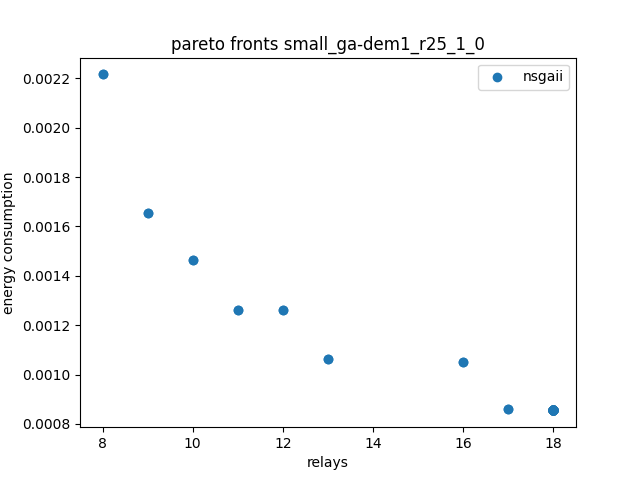 pareto fronts small_ga-dem1_r25_1_0
nsgaii
energy consumption
0.0022
0.0020
0.0018
0.0016
0.0014
0.0012
0.0010
0.0008
8 10 12 14 16 18
relays